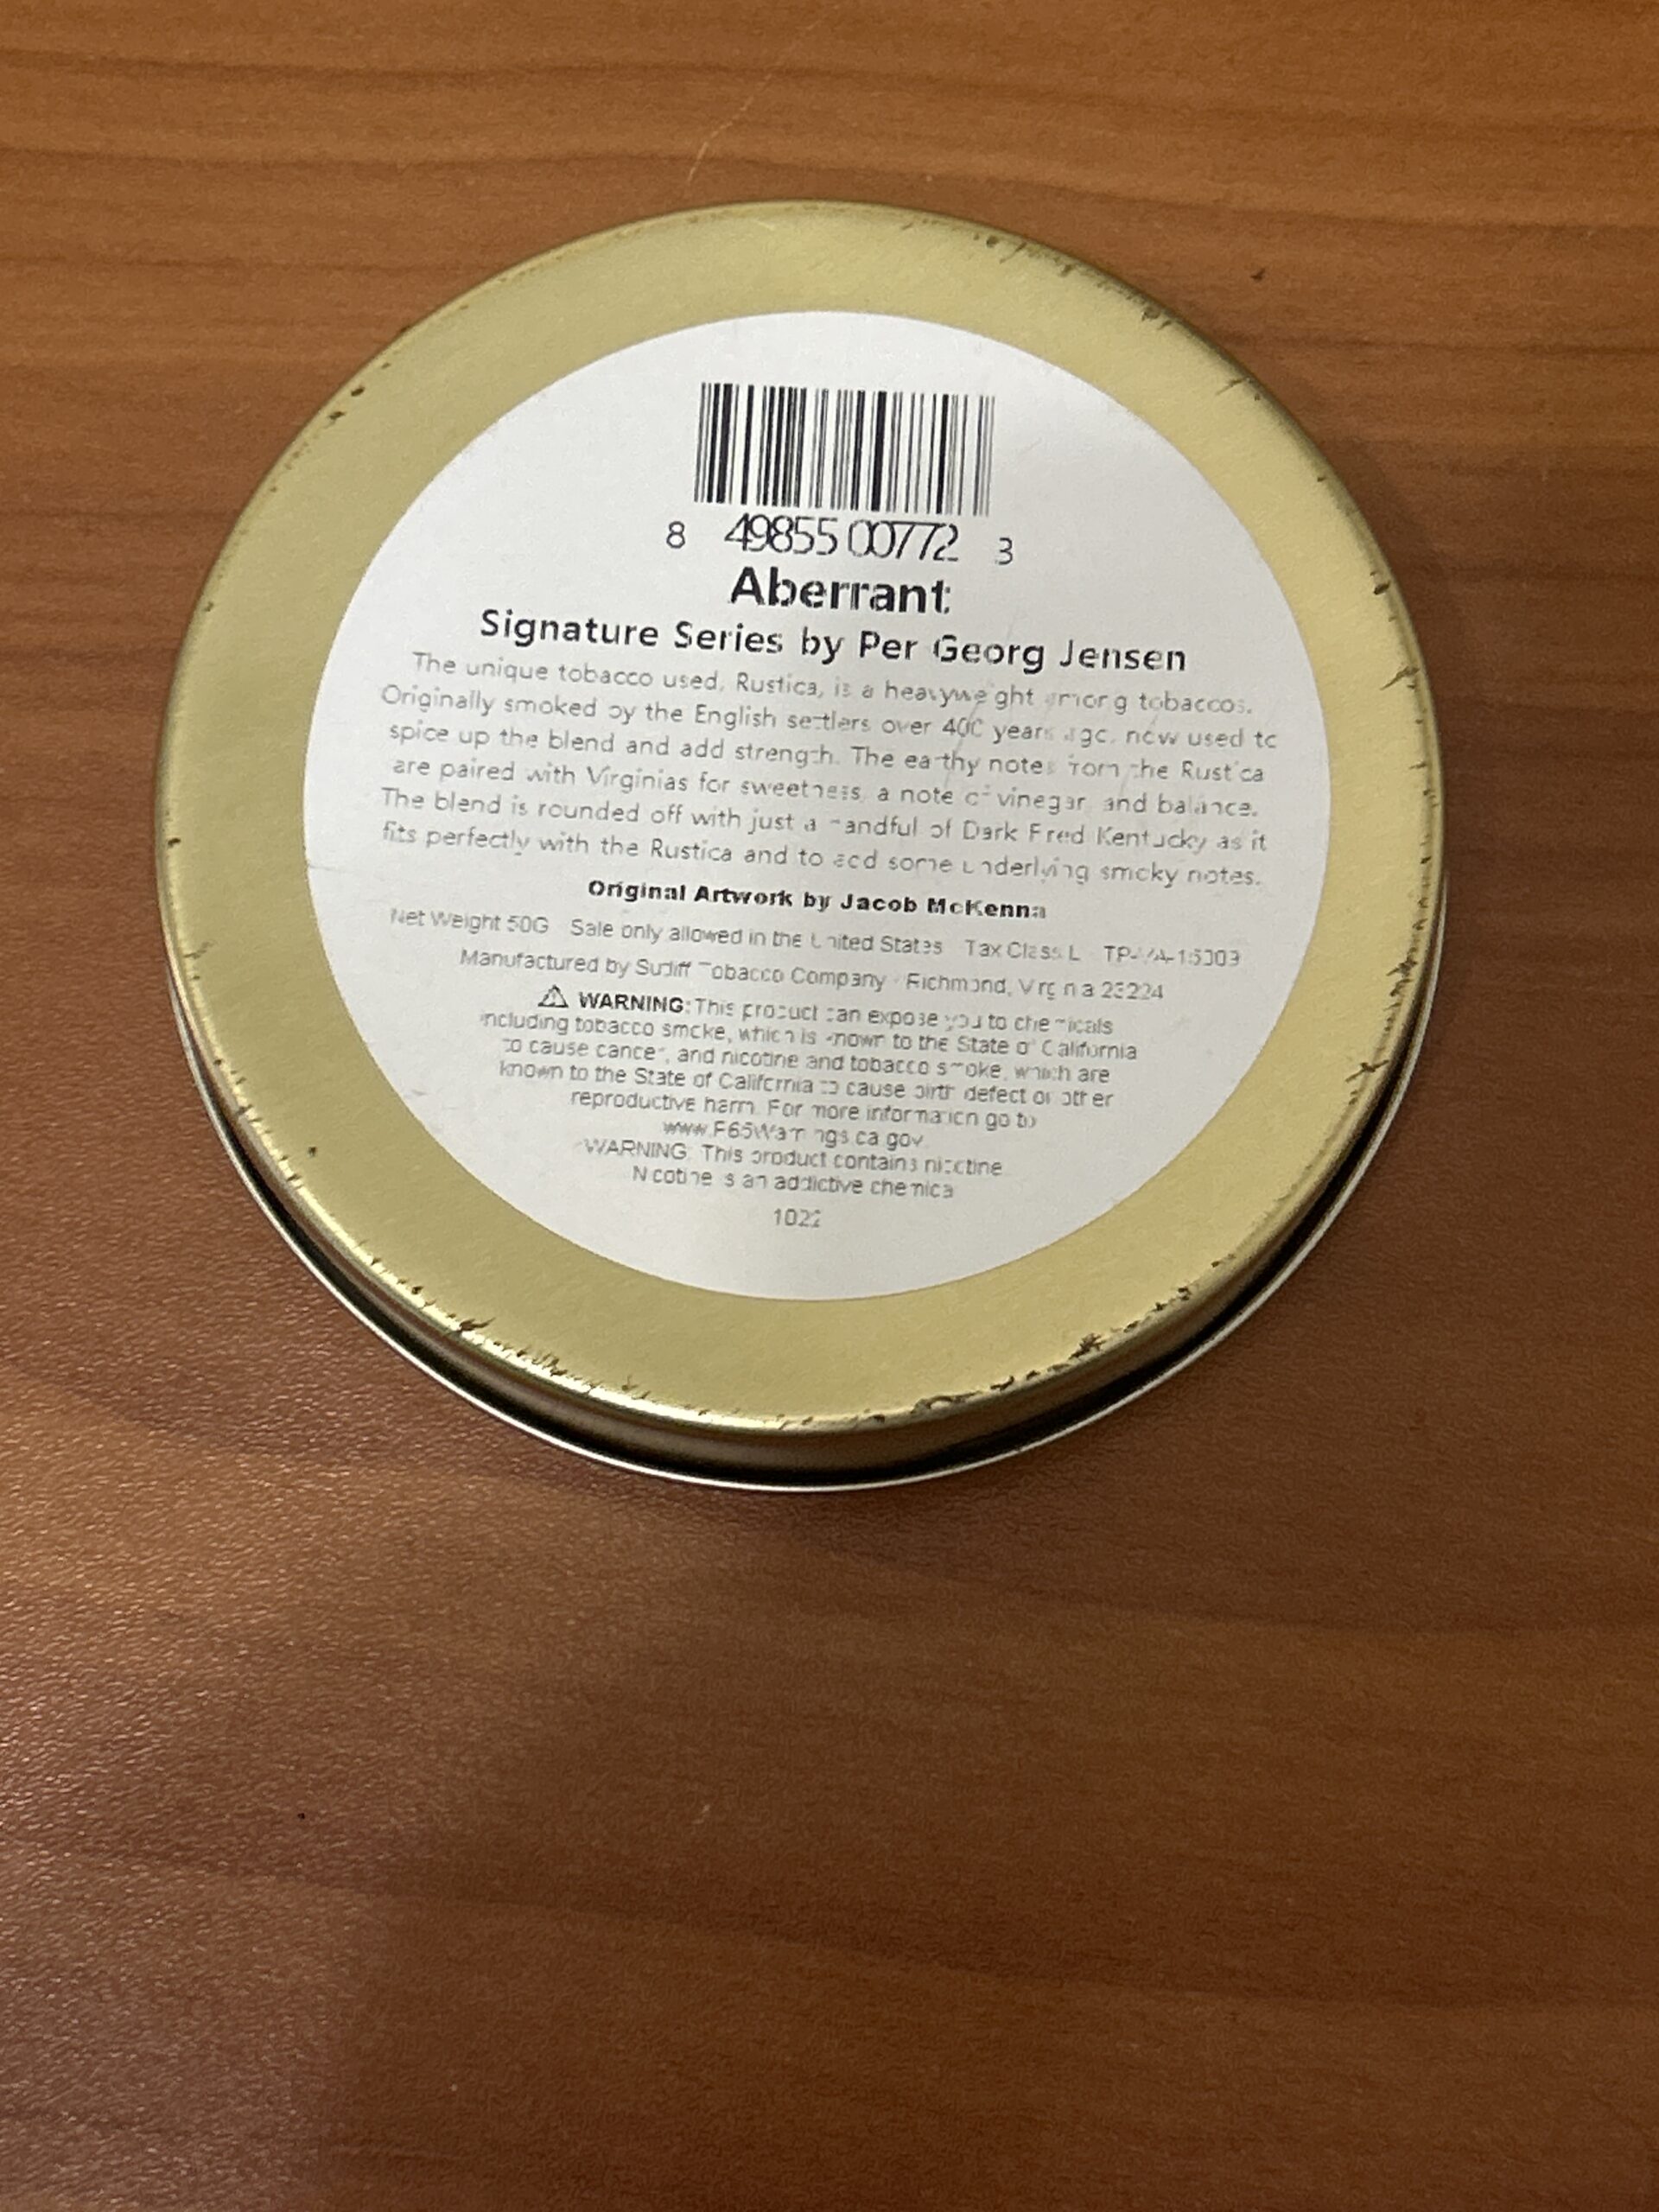 8 49855 00772 3
Aberrant
Signature Series by Per Georg Jensen
The unique tobacco used, Rustica, is a heavyweight among tobaccos.
Originally smoked by the English settlers over 400 years ago, now used to
spice up the blend and add strength. The earthy notes from the Rustica
are paired with Virginias for sweetness, a note of vinegar, and balance.
The blend is rounded off with just a handful of Dark Fired Kentucky as it
fits perfectly with the Rustica and to add some underlying smoky notes.
Original Artwork by Jacob McKenna
Net Weight 50G Sale only allowed in the United States Tax Class L TP-VA-15009
Manufactured by Sutliff Tobacco Company - Richmond, Virginia 23224
⚠ WARNING: This product can expose you to chemicals
including tobacco smoke, which is known to the State of California
to cause cancer, and nicotine and tobacco smoke, which are
known to the State of California to cause birth defect or other
reproductive harm. For more information go to
www.P65Warnings.ca.gov.
WARNING: This product contains nicotine.
Nicotine is an addictive chemical
1022